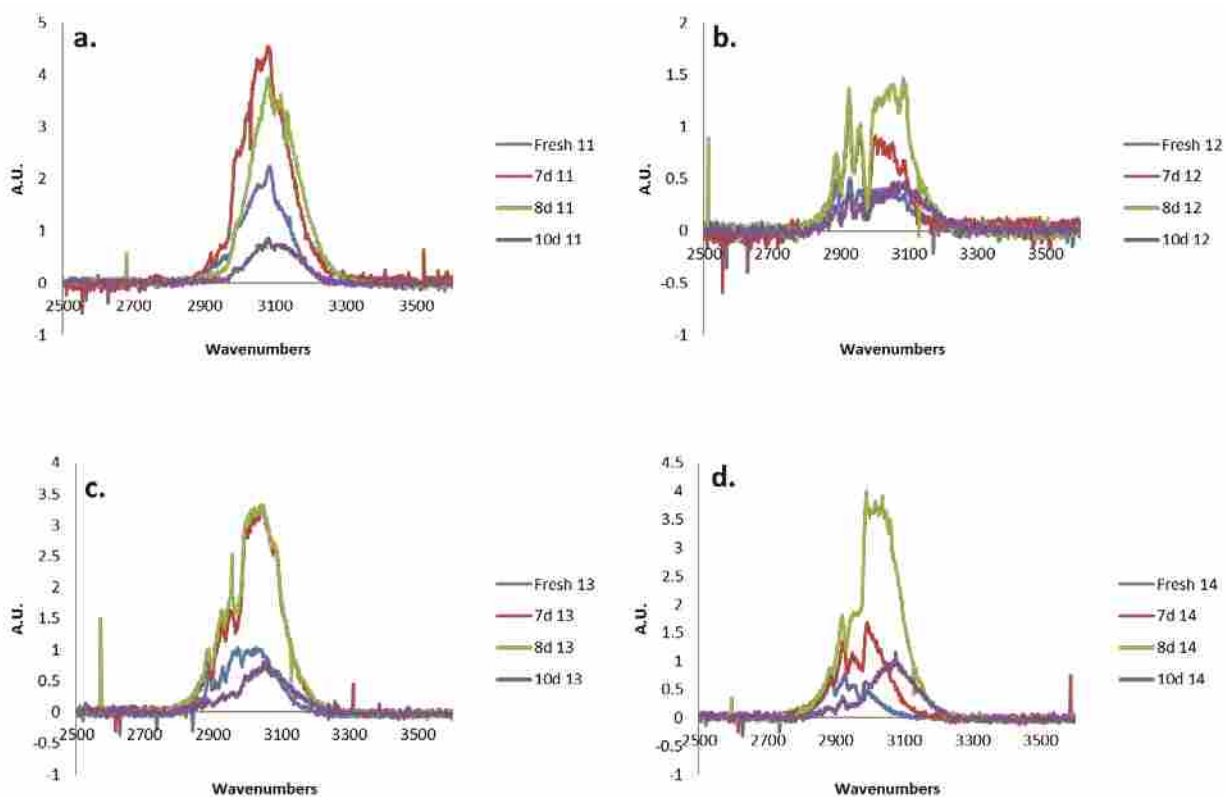 a.
5
4
3
2
1
0
-1
A.U.
2500 2700 2900 3100 3300 3500
Wavenumbers
Fresh 11
7d 11
8d 11
10d 11
b.
2
1.5
1
0.5
0
-0.5
-1
A.U.
2500 2700 2900 3100 3300 3500
Wavenumbers
Fresh 12
7d 12
8d 12
10d 12
c.
4
3.5
3
2.5
2
1.5
1
0.5
0
-0.5
-1
A.U.
2500 2700 2900 3100 3300 3500
Wavenumbers
Fresh 13
7d 13
8d 13
10d 13
d.
4.5
4
3.5
3
2.5
2
1.5
1
0.5
0
-0.5
-1
A.U.
2500 2700 2900 3100 3300 3500
Wavenumbers
Fresh 14
7d 14
8d 14
10d 14